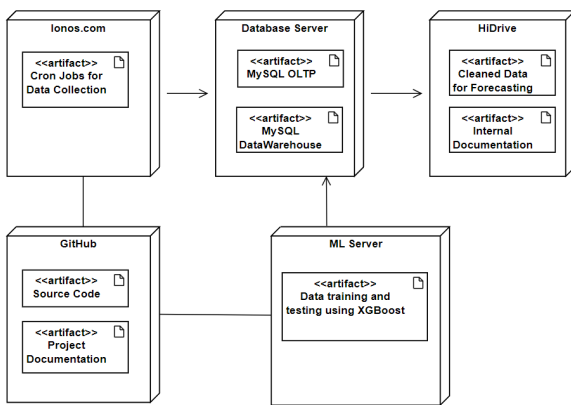 Ionos.com
<<artifact>>
Cron Jobs for
Data Collection
Database Server
<<artifact>>
MySQL OLTP
<<artifact>>
MySQL
DataWarehouse
HiDrive
<<artifact>>
Cleaned Data
for Forecasting
<<artifact>>
Internal
Documentation
GitHub
<<artifact>>
Source Code
<<artifact>>
Project
Documentation
ML Server
<<artifact>>
Data training and
testing using XGBoost